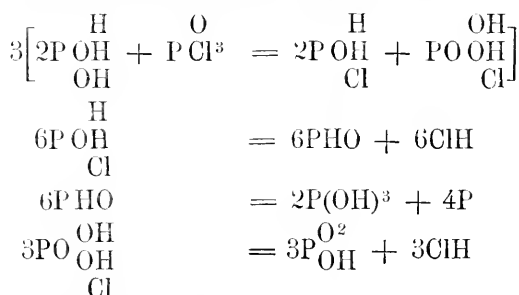 H O H OH
3[2P OH + P Cl³ = 2P OH + PO OH]
OH Cl Cl
H
6P OH = 6PHO + 6ClH
Cl
6PHO = 2P(OH)³ + 4P
OH O²
3PO OH = 3P OH + 3ClH
Cl